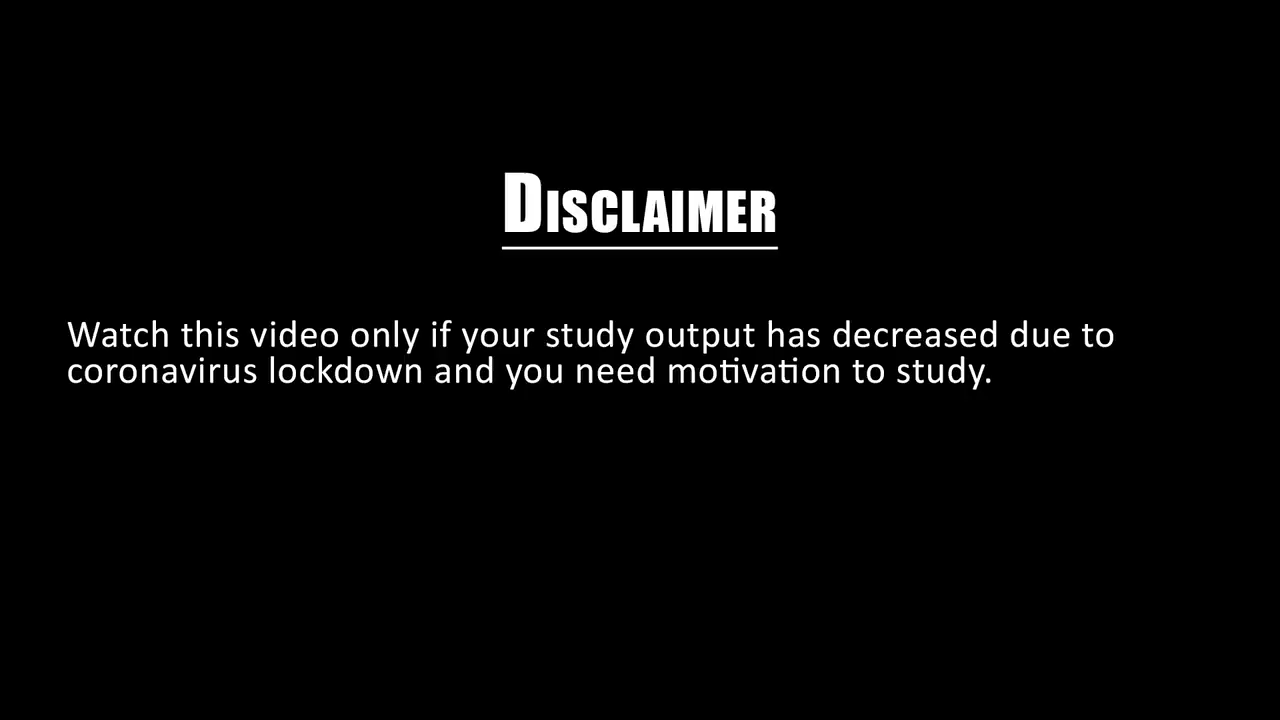 DISCLAIMER
Watch this video only if your study output has decreased due to
coronavirus lockdown and you need motivation to study.